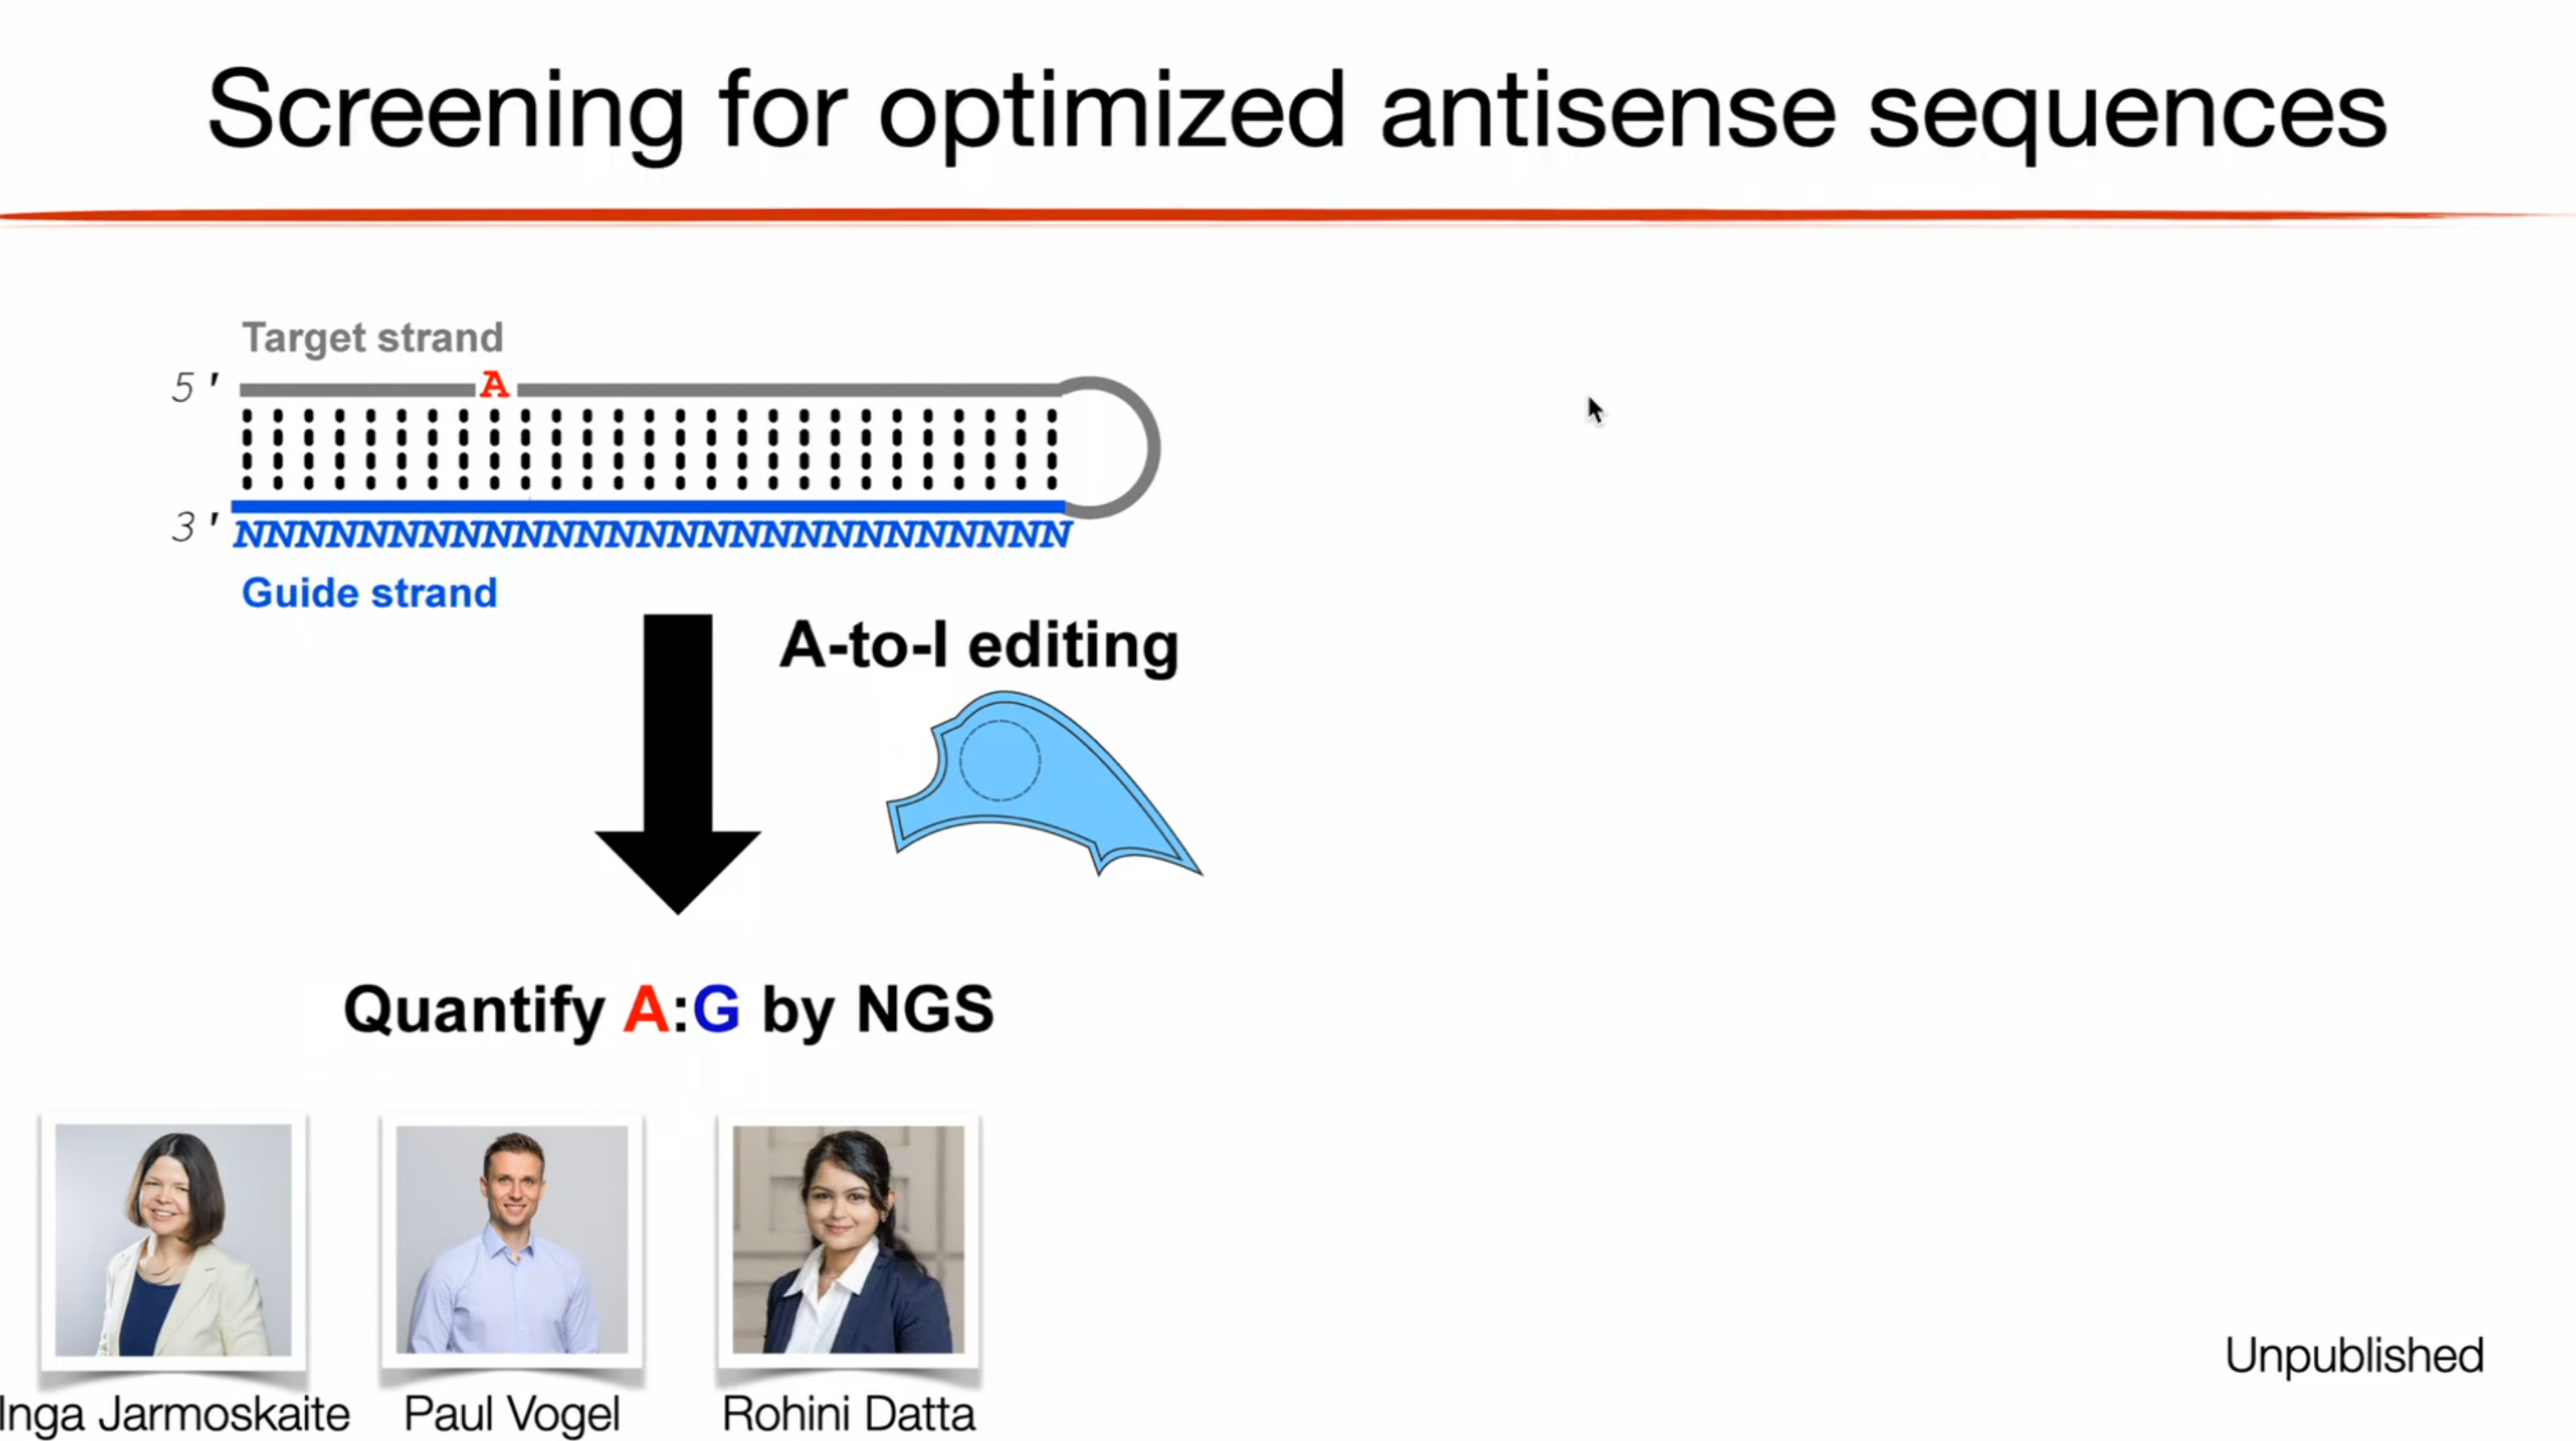 Screening for optimized antisense sequences
Target strand
5'
A
3'
NNNNNNNNNNNNNNNNNNNNNNNNNNN
Guide strand
A-to-I editing
Quantify A:G by NGS
Inga Jarmoskaite
Paul Vogel
Rohini Datta
Unpublished